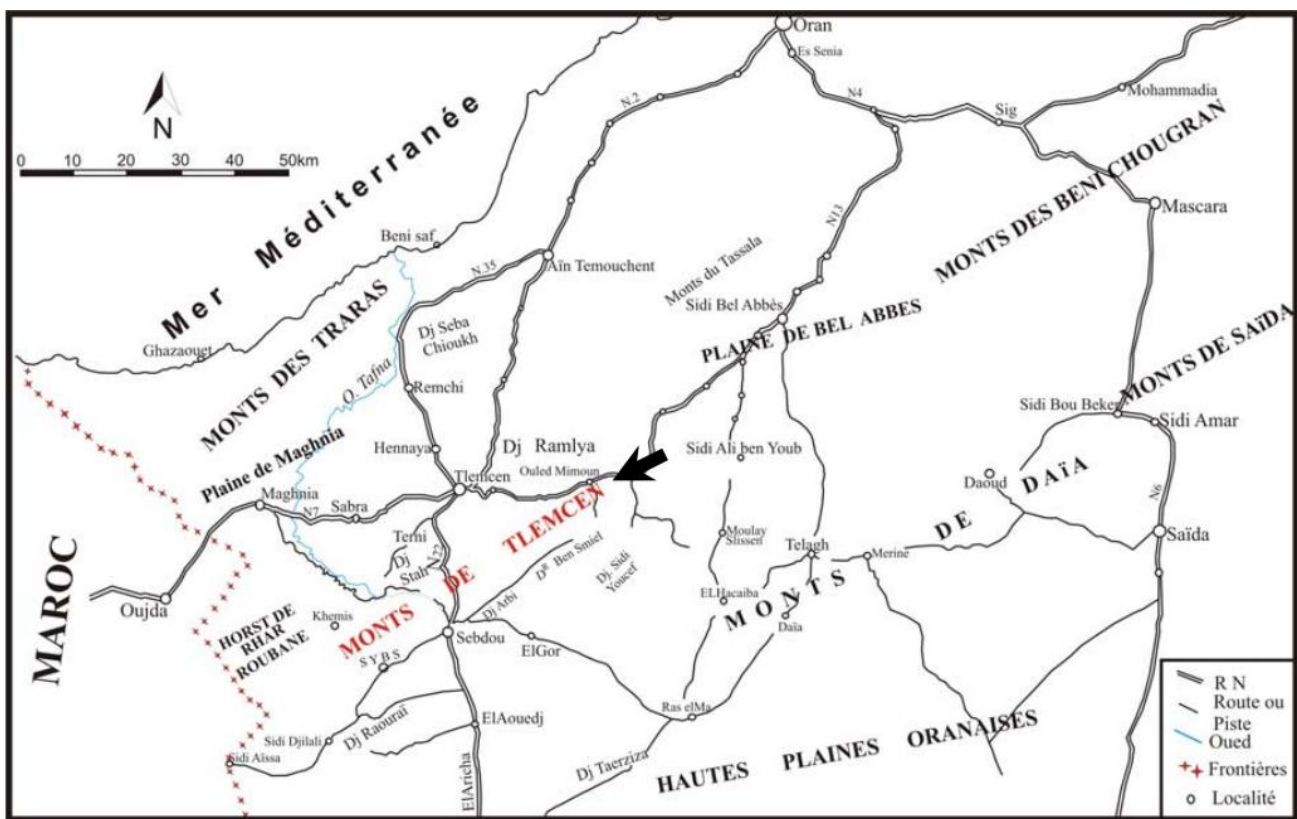 Oran
Es Senia
N
0 10 20 30 40 50km
Mer Méditerranée
N.2
N4
Sig
Mohammadia
MONTS DES BENI CHOUGRAN
Mascara
N13
Beni saf
N.35
Aïn Temouchent
Monts du Tassala
Sidi Bel Abbès
PLAINE DE BEL ABBES
MONTS DES TRARAS
Dj Seba
Chioukh
Ghazaouet
O. Tafna
Remchi
MONTS DE SAÏDA
Sidi Bou Beker
Sidi Amar
Plaine de Maghnïa
Hennaya
Dj Ramlya
Ouled Mimoun
Sidi Ali ben Youb
Tlemcen
Daoud
MONTS DE DAÏA
Maghnia
N7
Sabra
N6
Saïda
Terni
Dj
Stah
N22
MONTS DE TLEMCEN
Dᴿ Ben Smiel
Dj. Sidi
Youcef
Moulay
Slissen
Telagh
Merine
MAROC
Oujda
Khemis
HORST DE
RHAR
ROUBANE
Dj Arbi
ELHacaiba
Daïa
Sebdou
ElGor
S Y B S
Ras elMa
Sidi Djilali
Dj Raouraï
ElAouedj
Sidi Aïssa
ElAricha
Dj Taerziza
HAUTES PLAINES ORANAISES
R N
Route ou
Piste
Oued
Frontières
Localité